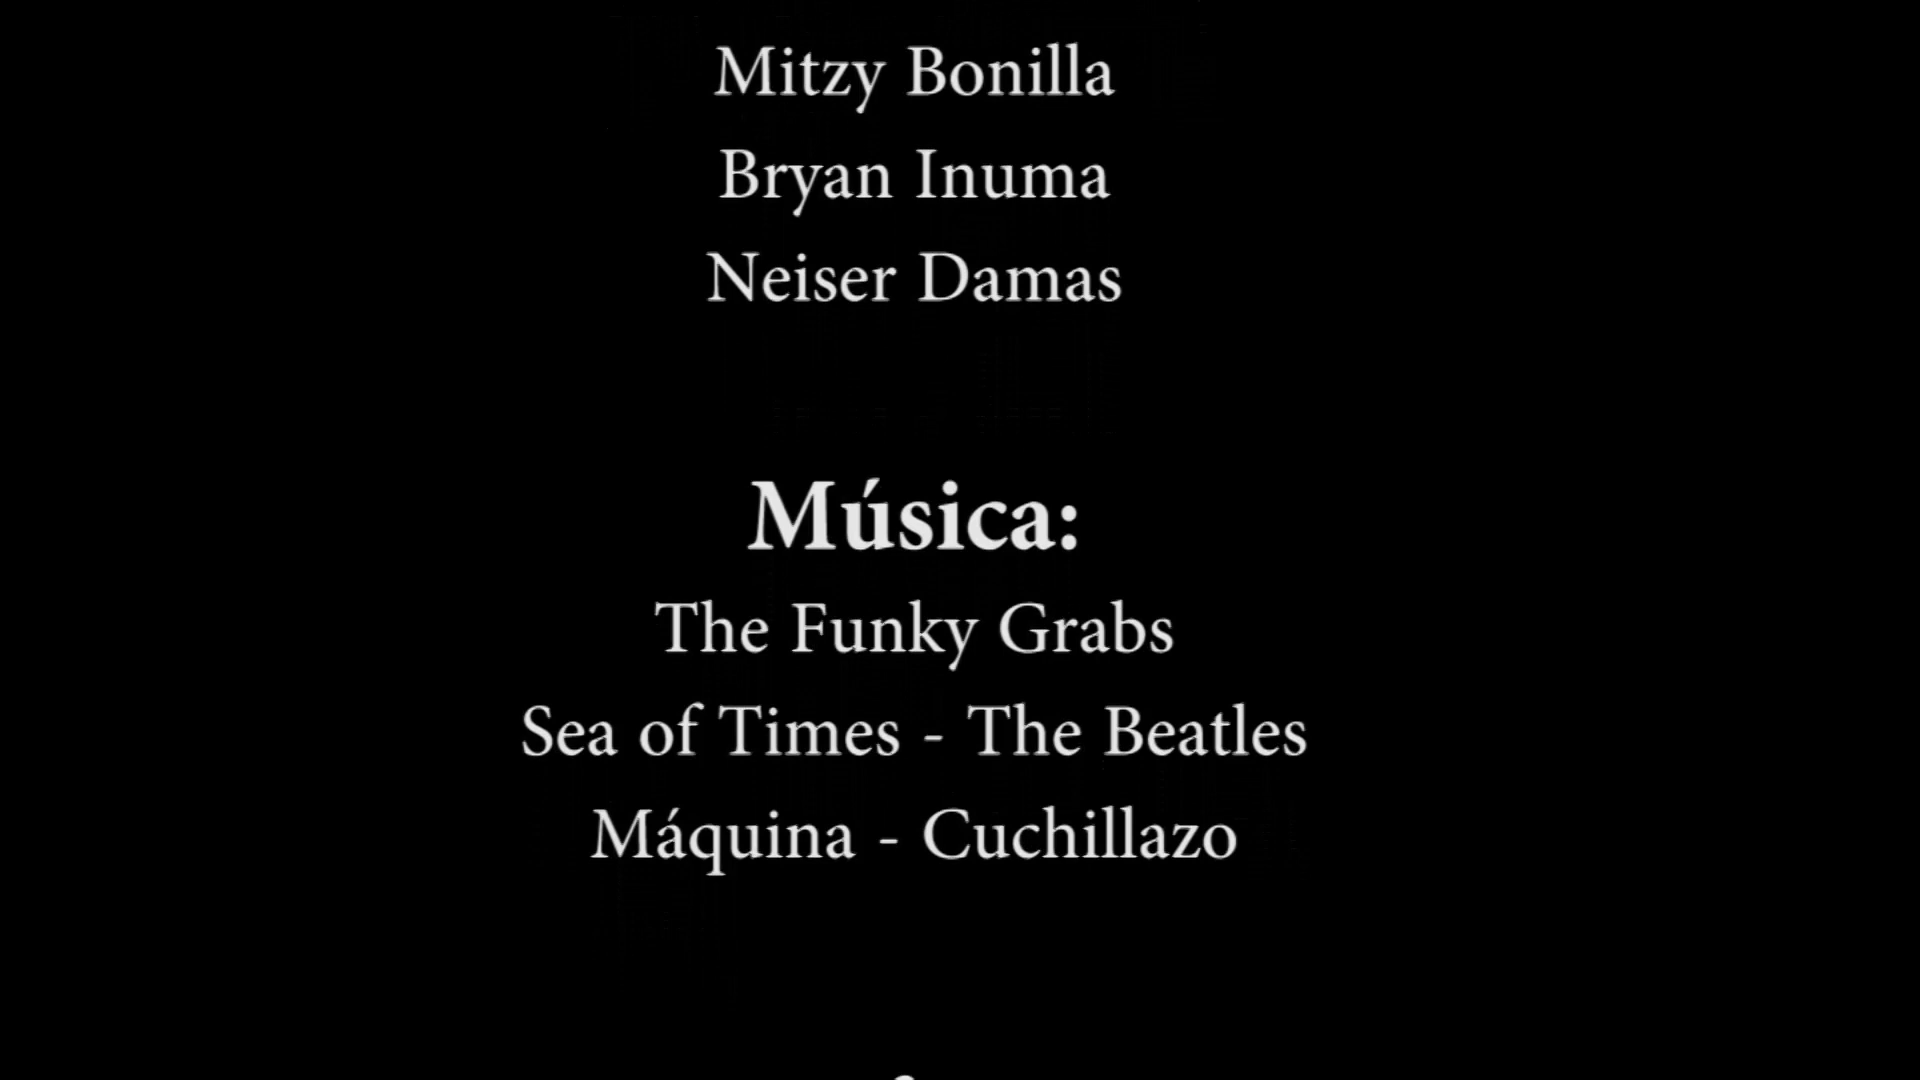 Mitzy Bonilla
Bryan Inuma
Neiser Damas
Música:
The Funky Grabs
Sea of Times - The Beatles
Máquina - Cuchillazo